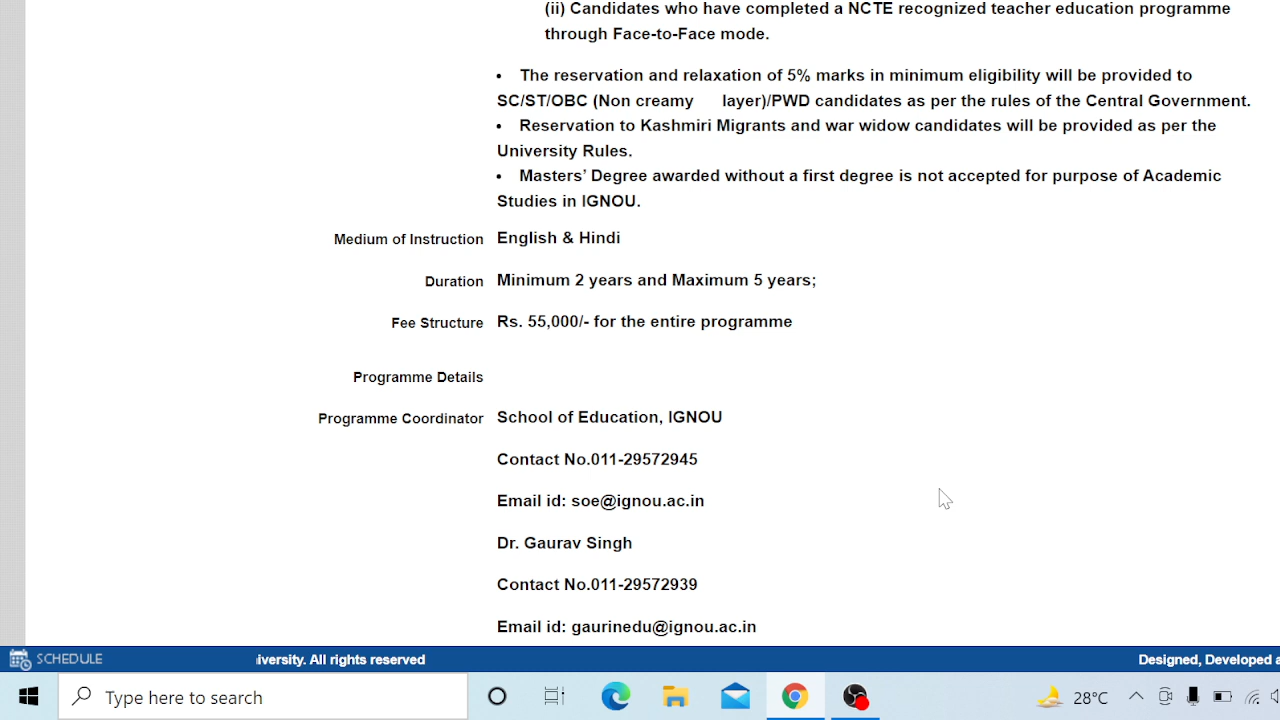 (ii) Candidates who have completed a NCTE recognized teacher education programme
through Face-to-Face mode.
• The reservation and relaxation of 5% marks in minimum eligibility will be provided to
SC/ST/OBC (Non creamy layer)/PWD candidates as per the rules of the Central Government.
• Reservation to Kashmiri Migrants and war widow candidates will be provided as per the
University Rules.
• Masters’ Degree awarded without a first degree is not accepted for purpose of Academic
Studies in IGNOU.
Medium of Instruction English & Hindi
Duration Minimum 2 years and Maximum 5 years;
Fee Structure Rs. 55,000/- for the entire programme
Programme Details
Programme Coordinator School of Education, IGNOU
Contact No.011-29572945
Email id: soe@ignou.ac.in
Dr. Gaurav Singh
Contact No.011-29572939
Email id: gaurinedu@ignou.ac.in
SCHEDULE iversity. All rights reserved Designed, Developed a
Type here to search 28°C